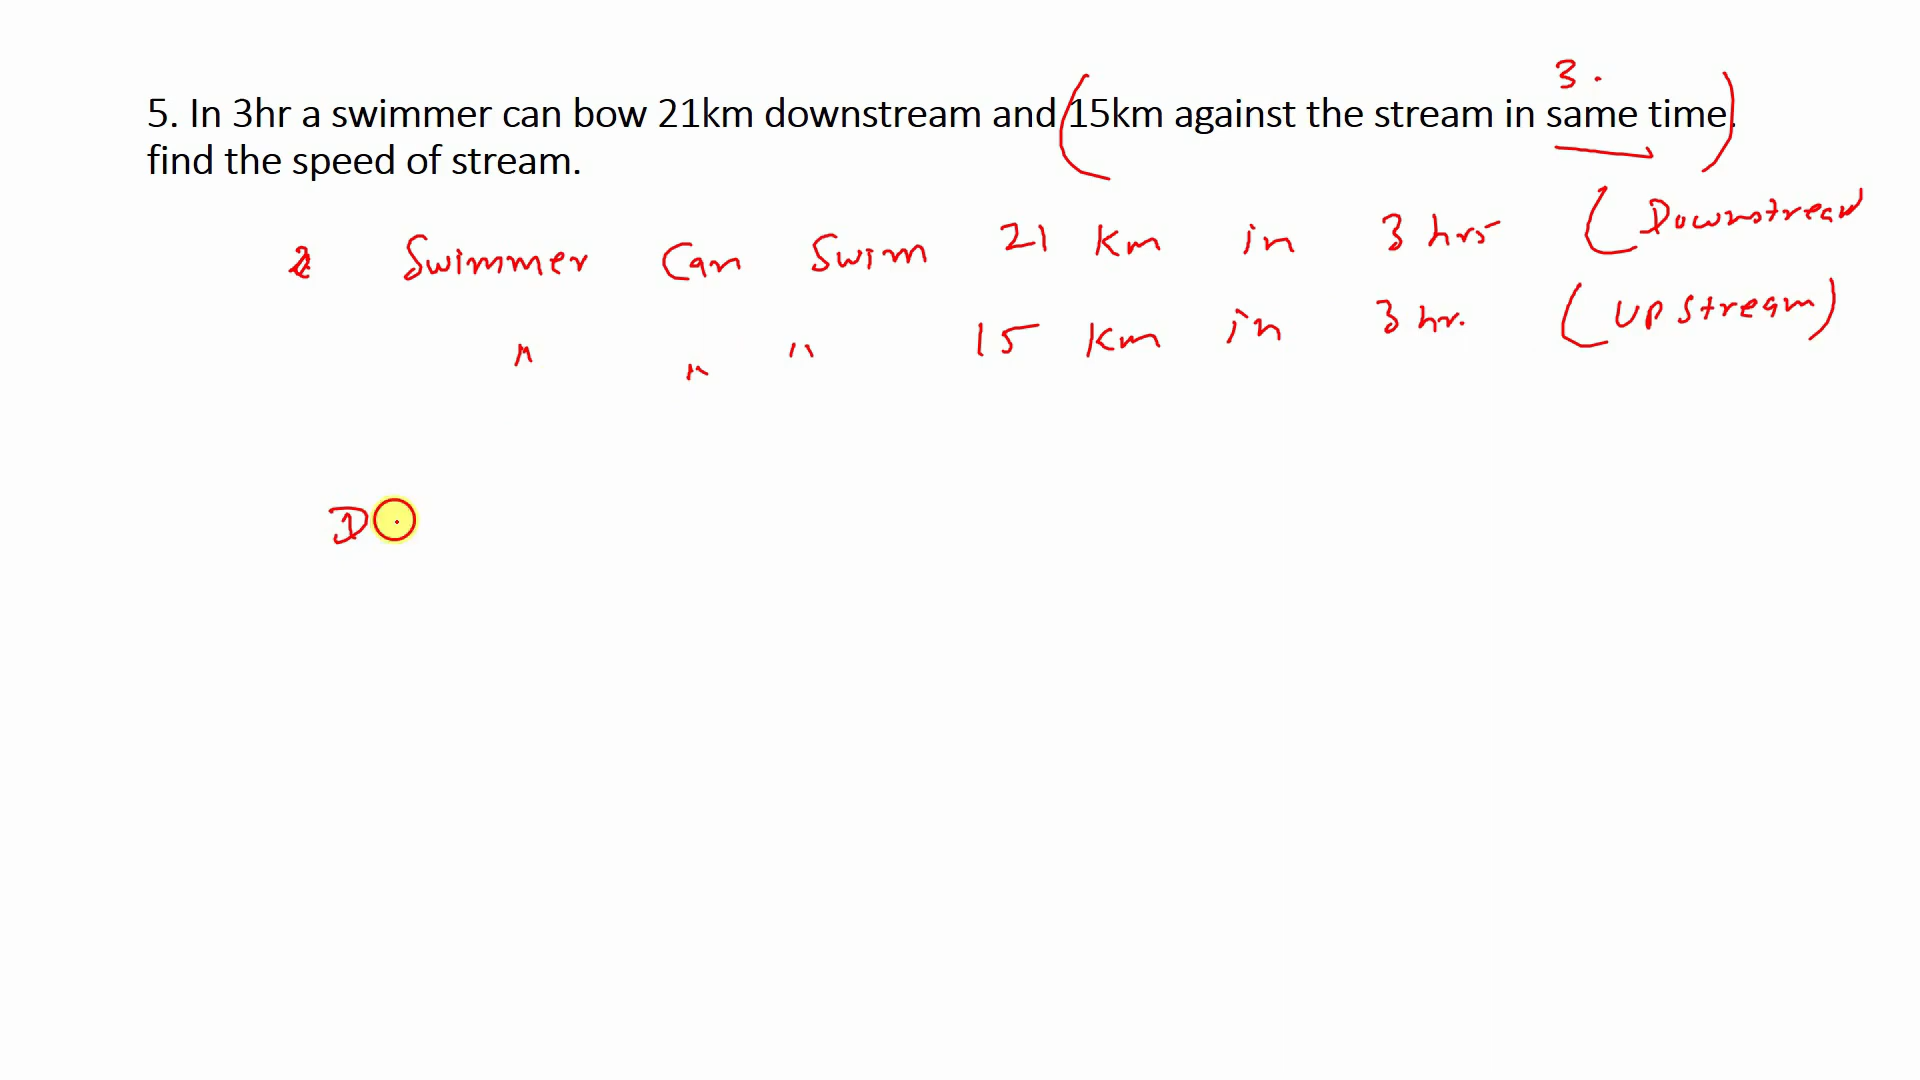 3.
5. In 3hr a swimmer can bow 21km downstream and (15km against the stream in same time.)
find the speed of stream.
Swimmer Can Swim 21 Km in 3 hrs (Downstream
" " " 15 Km in 3 hr. (UP Stream)
D